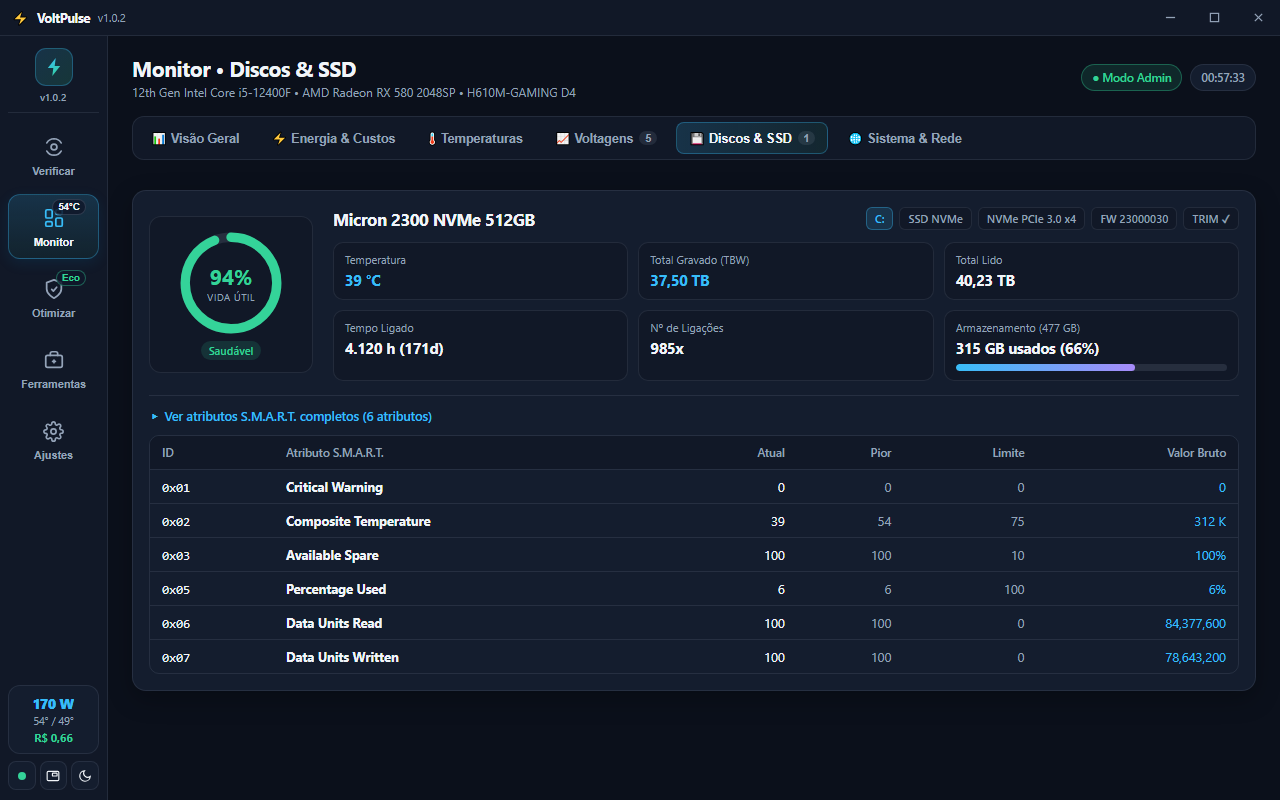 VoltPulse v1.0.2
v1.0.2
Verificar
54°C
Monitor
Eco
Otimizar
Ferramentas
Ajustes
170 W
54° / 49°
R$ 0,66
Monitor • Discos & SSD
12th Gen Intel Core i5-12400F • AMD Radeon RX 580 2048SP • H610M-GAMING D4
● Modo Admin
00:57:33
Visão Geral
Energia & Custos
Temperaturas
Voltagens 5
Discos & SSD 1
Sistema & Rede
94%
VIDA ÚTIL
Saudável
Micron 2300 NVMe 512GB
C: SSD NVMe NVMe PCIe 3.0 x4 FW 23000030 TRIM ✓
Temperatura
39 °C
Total Gravado (TBW)
37,50 TB
Total Lido
40,23 TB
Tempo Ligado
4.120 h (171d)
Nº de Ligações
985x
Armazenamento (477 GB)
315 GB usados (66%)
▸ Ver atributos S.M.A.R.T. completos (6 atributos)
ID Atributo S.M.A.R.T. Atual Pior Limite Valor Bruto
0x01 Critical Warning 0 0 0 0
0x02 Composite Temperature 39 54 75 312 K
0x03 Available Spare 100 100 10 100%
0x05 Percentage Used 6 6 100 6%
0x06 Data Units Read 100 100 0 84,377,600
0x07 Data Units Written 100 100 0 78,643,200